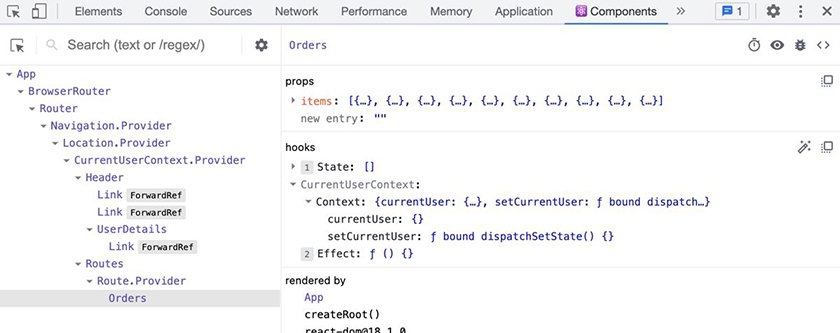 Elements Console Sources Network Performance Memory Application Components » 1
Search (text or /regex/)
Orders
App
BrowserRouter
Router
Navigation.Provider
Location.Provider
CurrentUserContext.Provider
Header
Link ForwardRef
Link ForwardRef
UserDetails
Link ForwardRef
Routes
Route.Provider
Orders
props
items: [{…}, {…}, {…}, {…}, {…}, {…}, {…}, {…}, {…}, {…}]
new entry: ""
hooks
1 State: []
CurrentUserContext:
Context: {currentUser: {…}, setCurrentUser: ƒ bound dispatch…}
currentUser: {}
setCurrentUser: ƒ bound dispatchSetState() {}
2 Effect: ƒ () {}
rendered by
App
createRoot()
react-dom@18.1.0